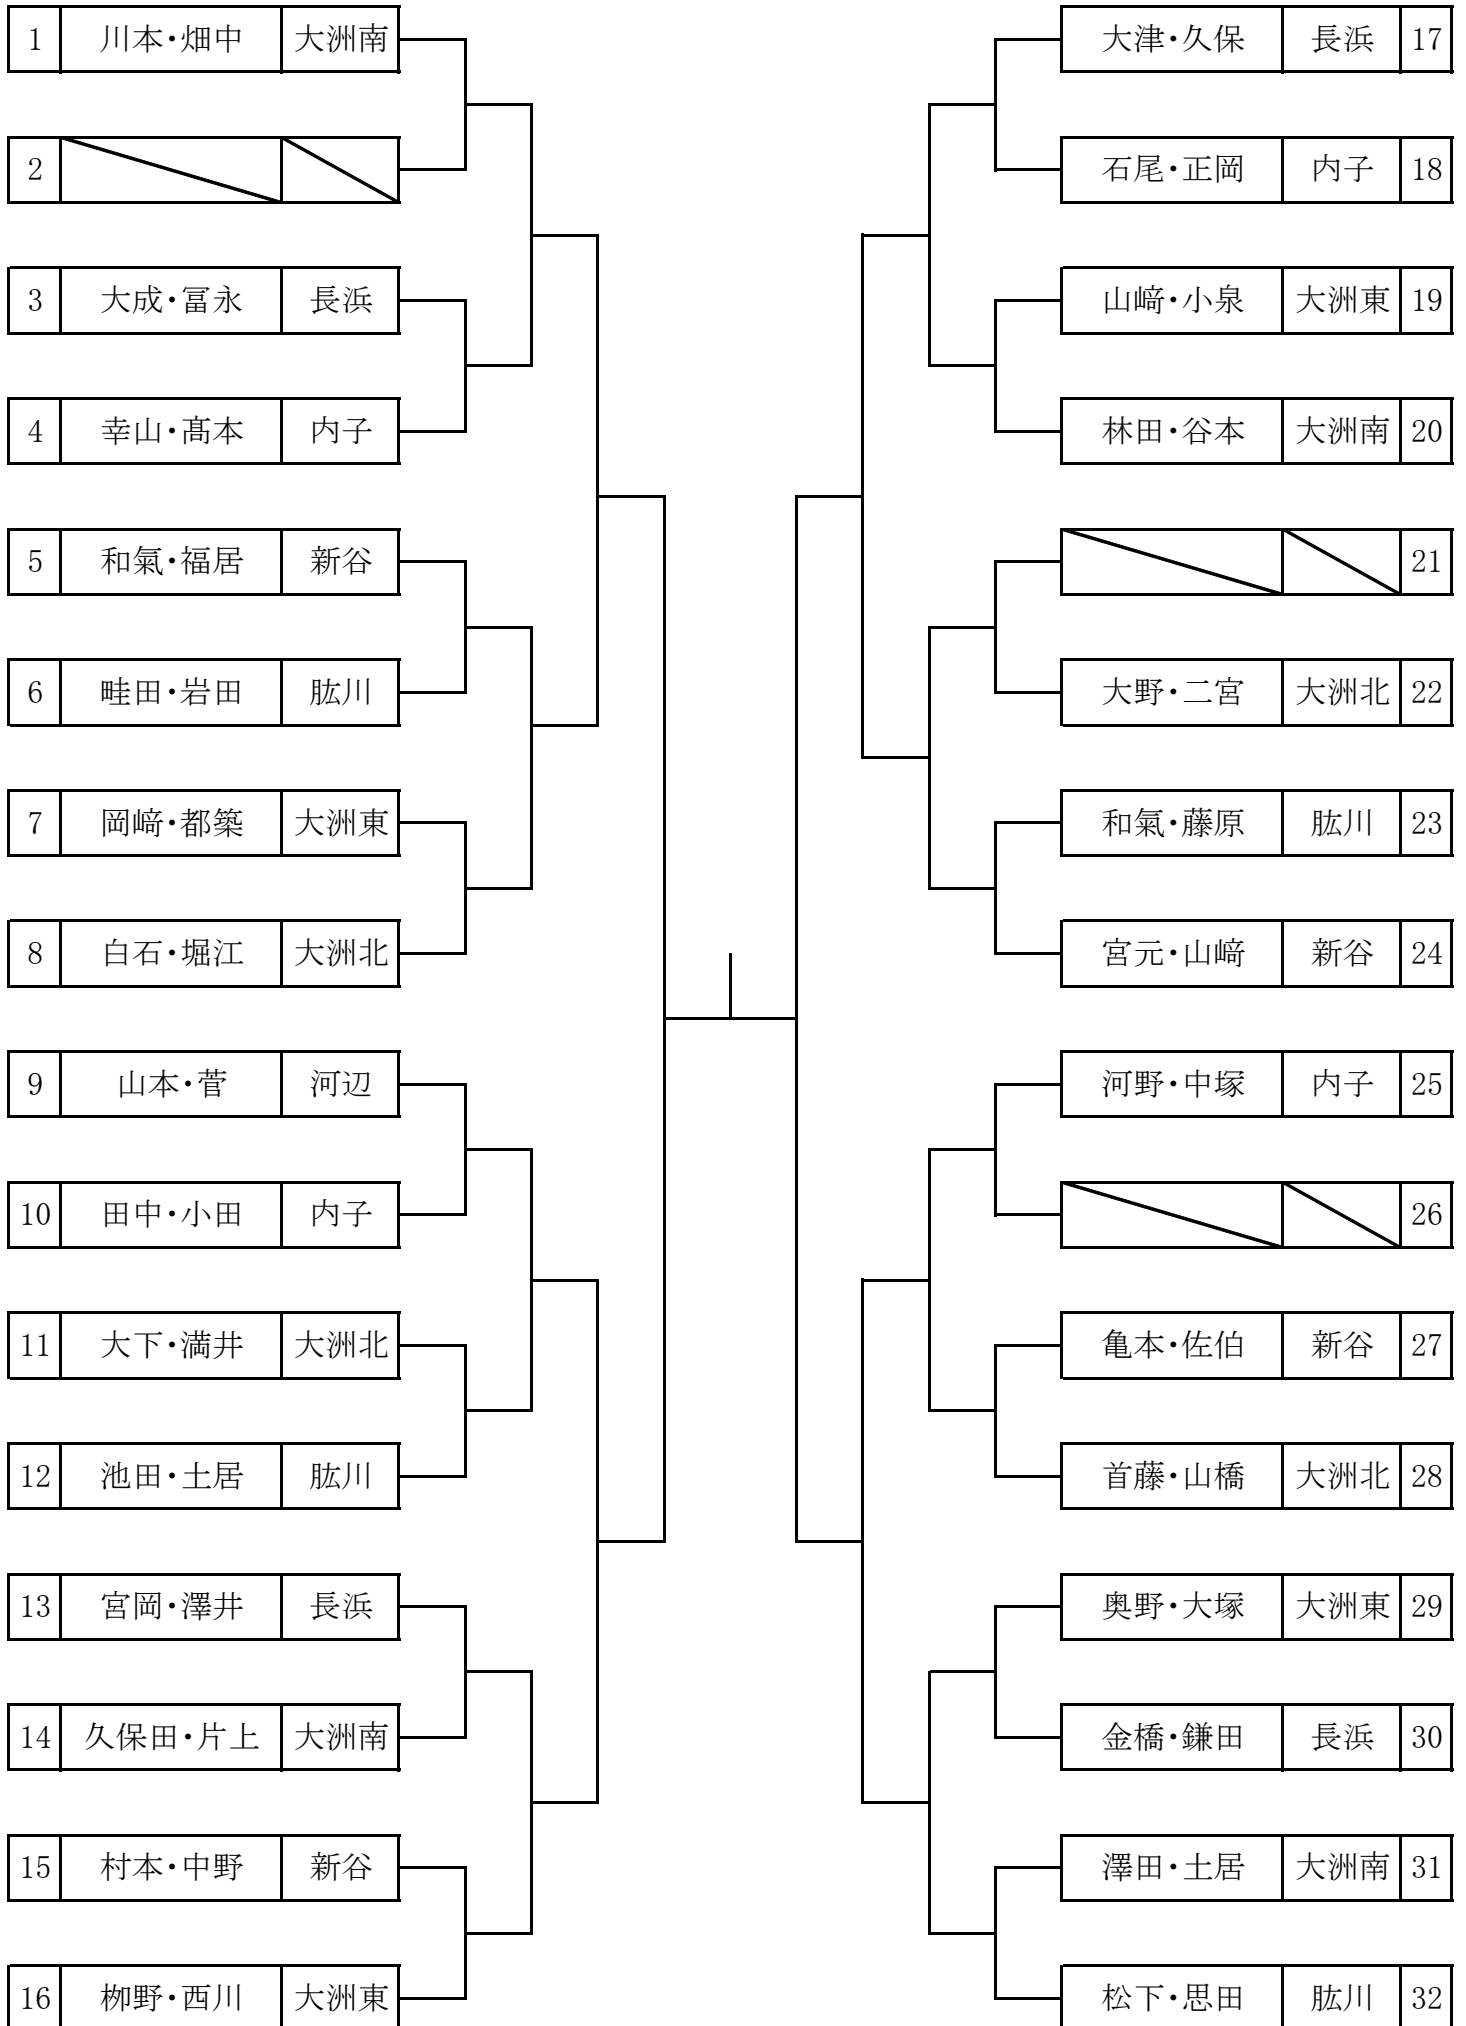 1 川本・畑中 大洲南
2
3 大成・冨永 長浜
4 幸山・髙本 内子
5 和氣・福居 新谷
6 畦田・岩田 肱川
7 岡﨑・都築 大洲東
8 白石・堀江 大洲北
9 山本・菅 河辺
10 田中・小田 内子
11 大下・満井 大洲北
12 池田・土居 肱川
13 宮岡・澤井 長浜
14 久保田・片上 大洲南
15 村本・中野 新谷
16 栁野・西川 大洲東
大津・久保 長浜 17
石尾・正岡 内子 18
山﨑・小泉 大洲東 19
林田・谷本 大洲南 20
21
大野・二宮 大洲北 22
和氣・藤原 肱川 23
宮元・山﨑 新谷 24
河野・中塚 内子 25
26
亀本・佐伯 新谷 27
首藤・山橋 大洲北 28
奥野・大塚 大洲東 29
金橋・鎌田 長浜 30
澤田・土居 大洲南 31
松下・思田 肱川 32